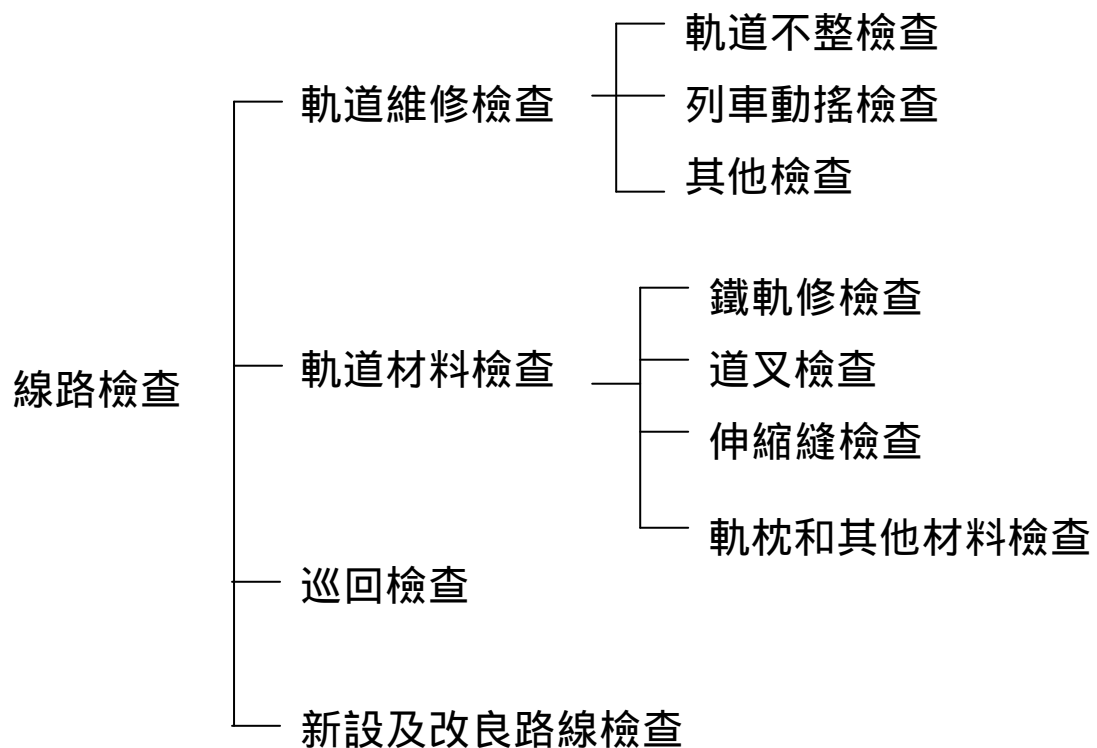 線路檢查
軌道維修檢查
軌道不整檢查
列車動搖檢查
其他檢查
軌道材料檢查
鐵軌修檢查
道叉檢查
伸縮縫檢查
軌枕和其他材料檢查
巡回檢查
新設及改良路線檢查